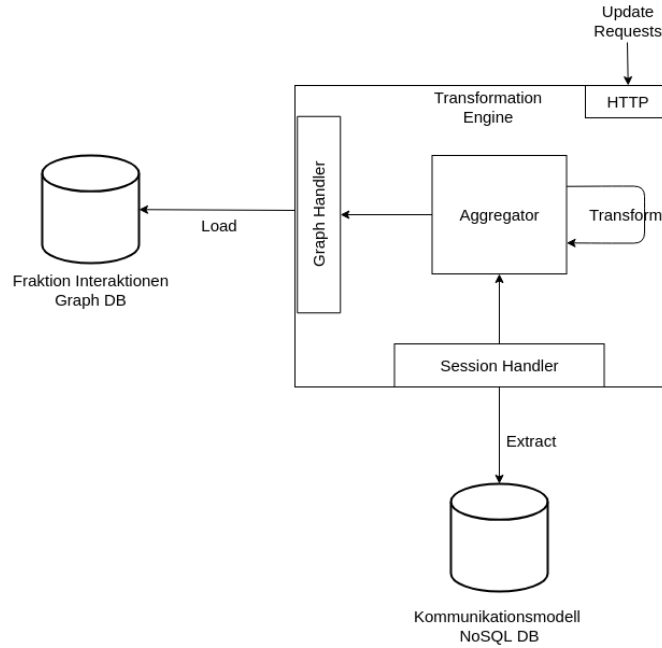 Update
Requests
Transformation
Engine
HTTP
Graph Handler
Aggregator
Transform
Load
Fraktion Interaktionen
Graph DB
Session Handler
Extract
Kommunikationsmodell
NoSQL DB